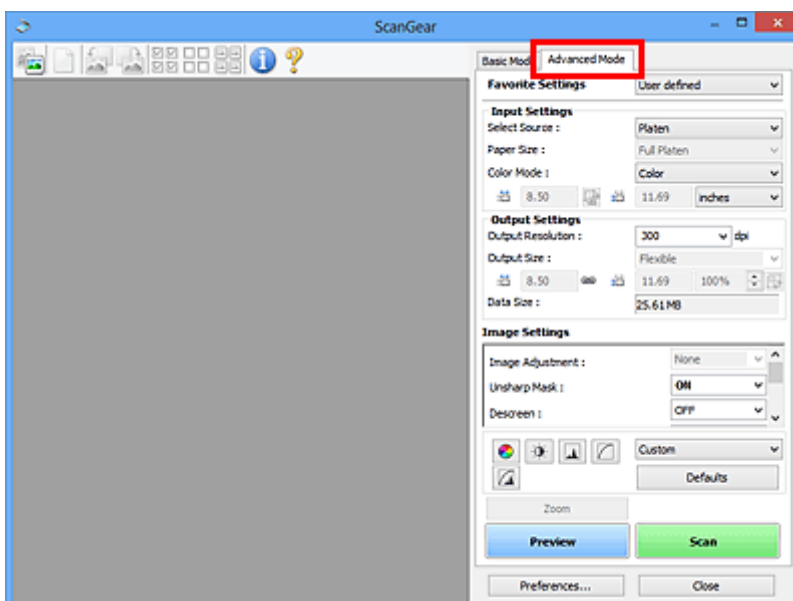 ScanGear
Basic Mode Advanced Mode
Favorite Settings User defined
Input Settings
Select Source : Platen
Paper Size : Full Platen
Color Mode : Color
8.50 11.69 inches
Output Settings
Output Resolution : 300 dpi
Output Size : Flexible
8.50 11.69 100%
Data Size : 25.61MB
Image Settings
Image Adjustment : None
Unsharp Mask : ON
Descreen : OFF
Custom
Defaults
Zoom
Preview Scan
Preferences... Close